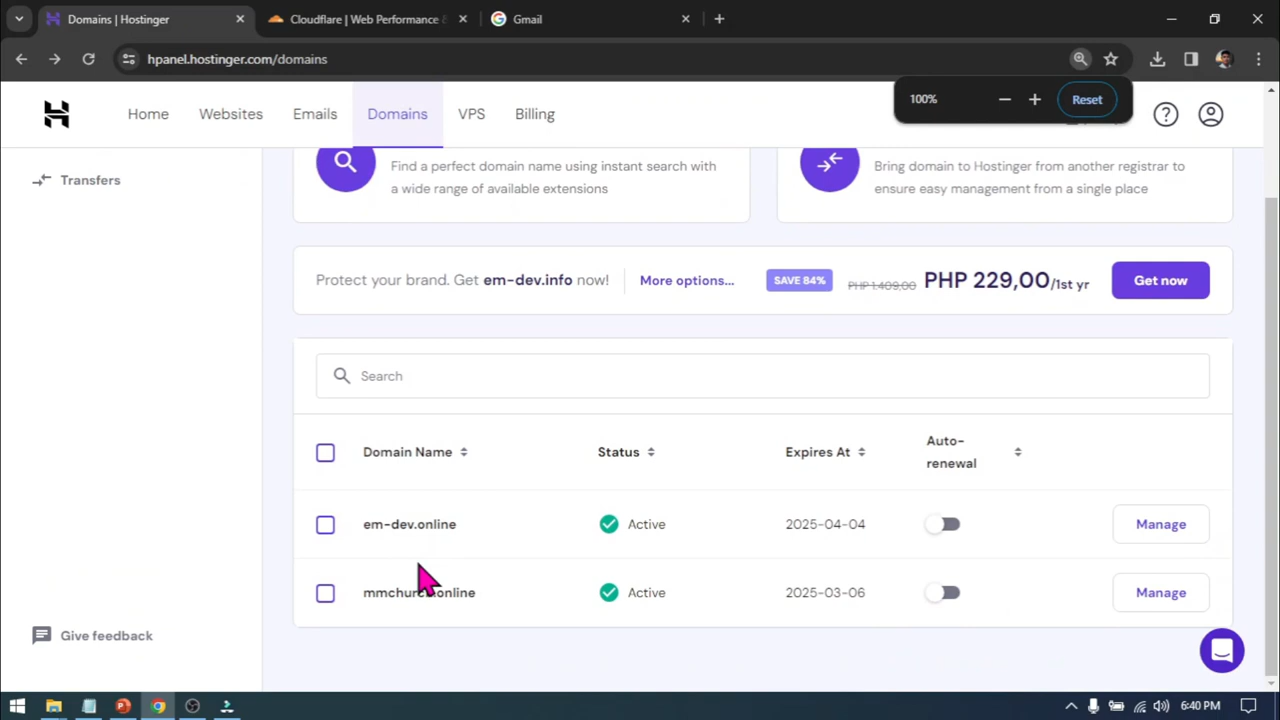 Domains | Hostinger
Cloudflare | Web Performance &
Gmail
hpanel.hostinger.com/domains
100%
Reset
Home
Websites
Emails
Domains
VPS
Billing
Transfers
Find a perfect domain name using instant search with
a wide range of available extensions
Bring domain to Hostinger from another registrar to
ensure easy management from a single place
Protect your brand. Get em-dev.info now!
More options...
SAVE 84%
PHP 1.409,00
PHP 229,00/1st yr
Get now
Search
Domain Name
Status
Expires At
Auto-
renewal
em-dev.online
Active
2025-04-04
Manage
mmchurch.online
Active
2025-03-06
Manage
Give feedback
6:40 PM